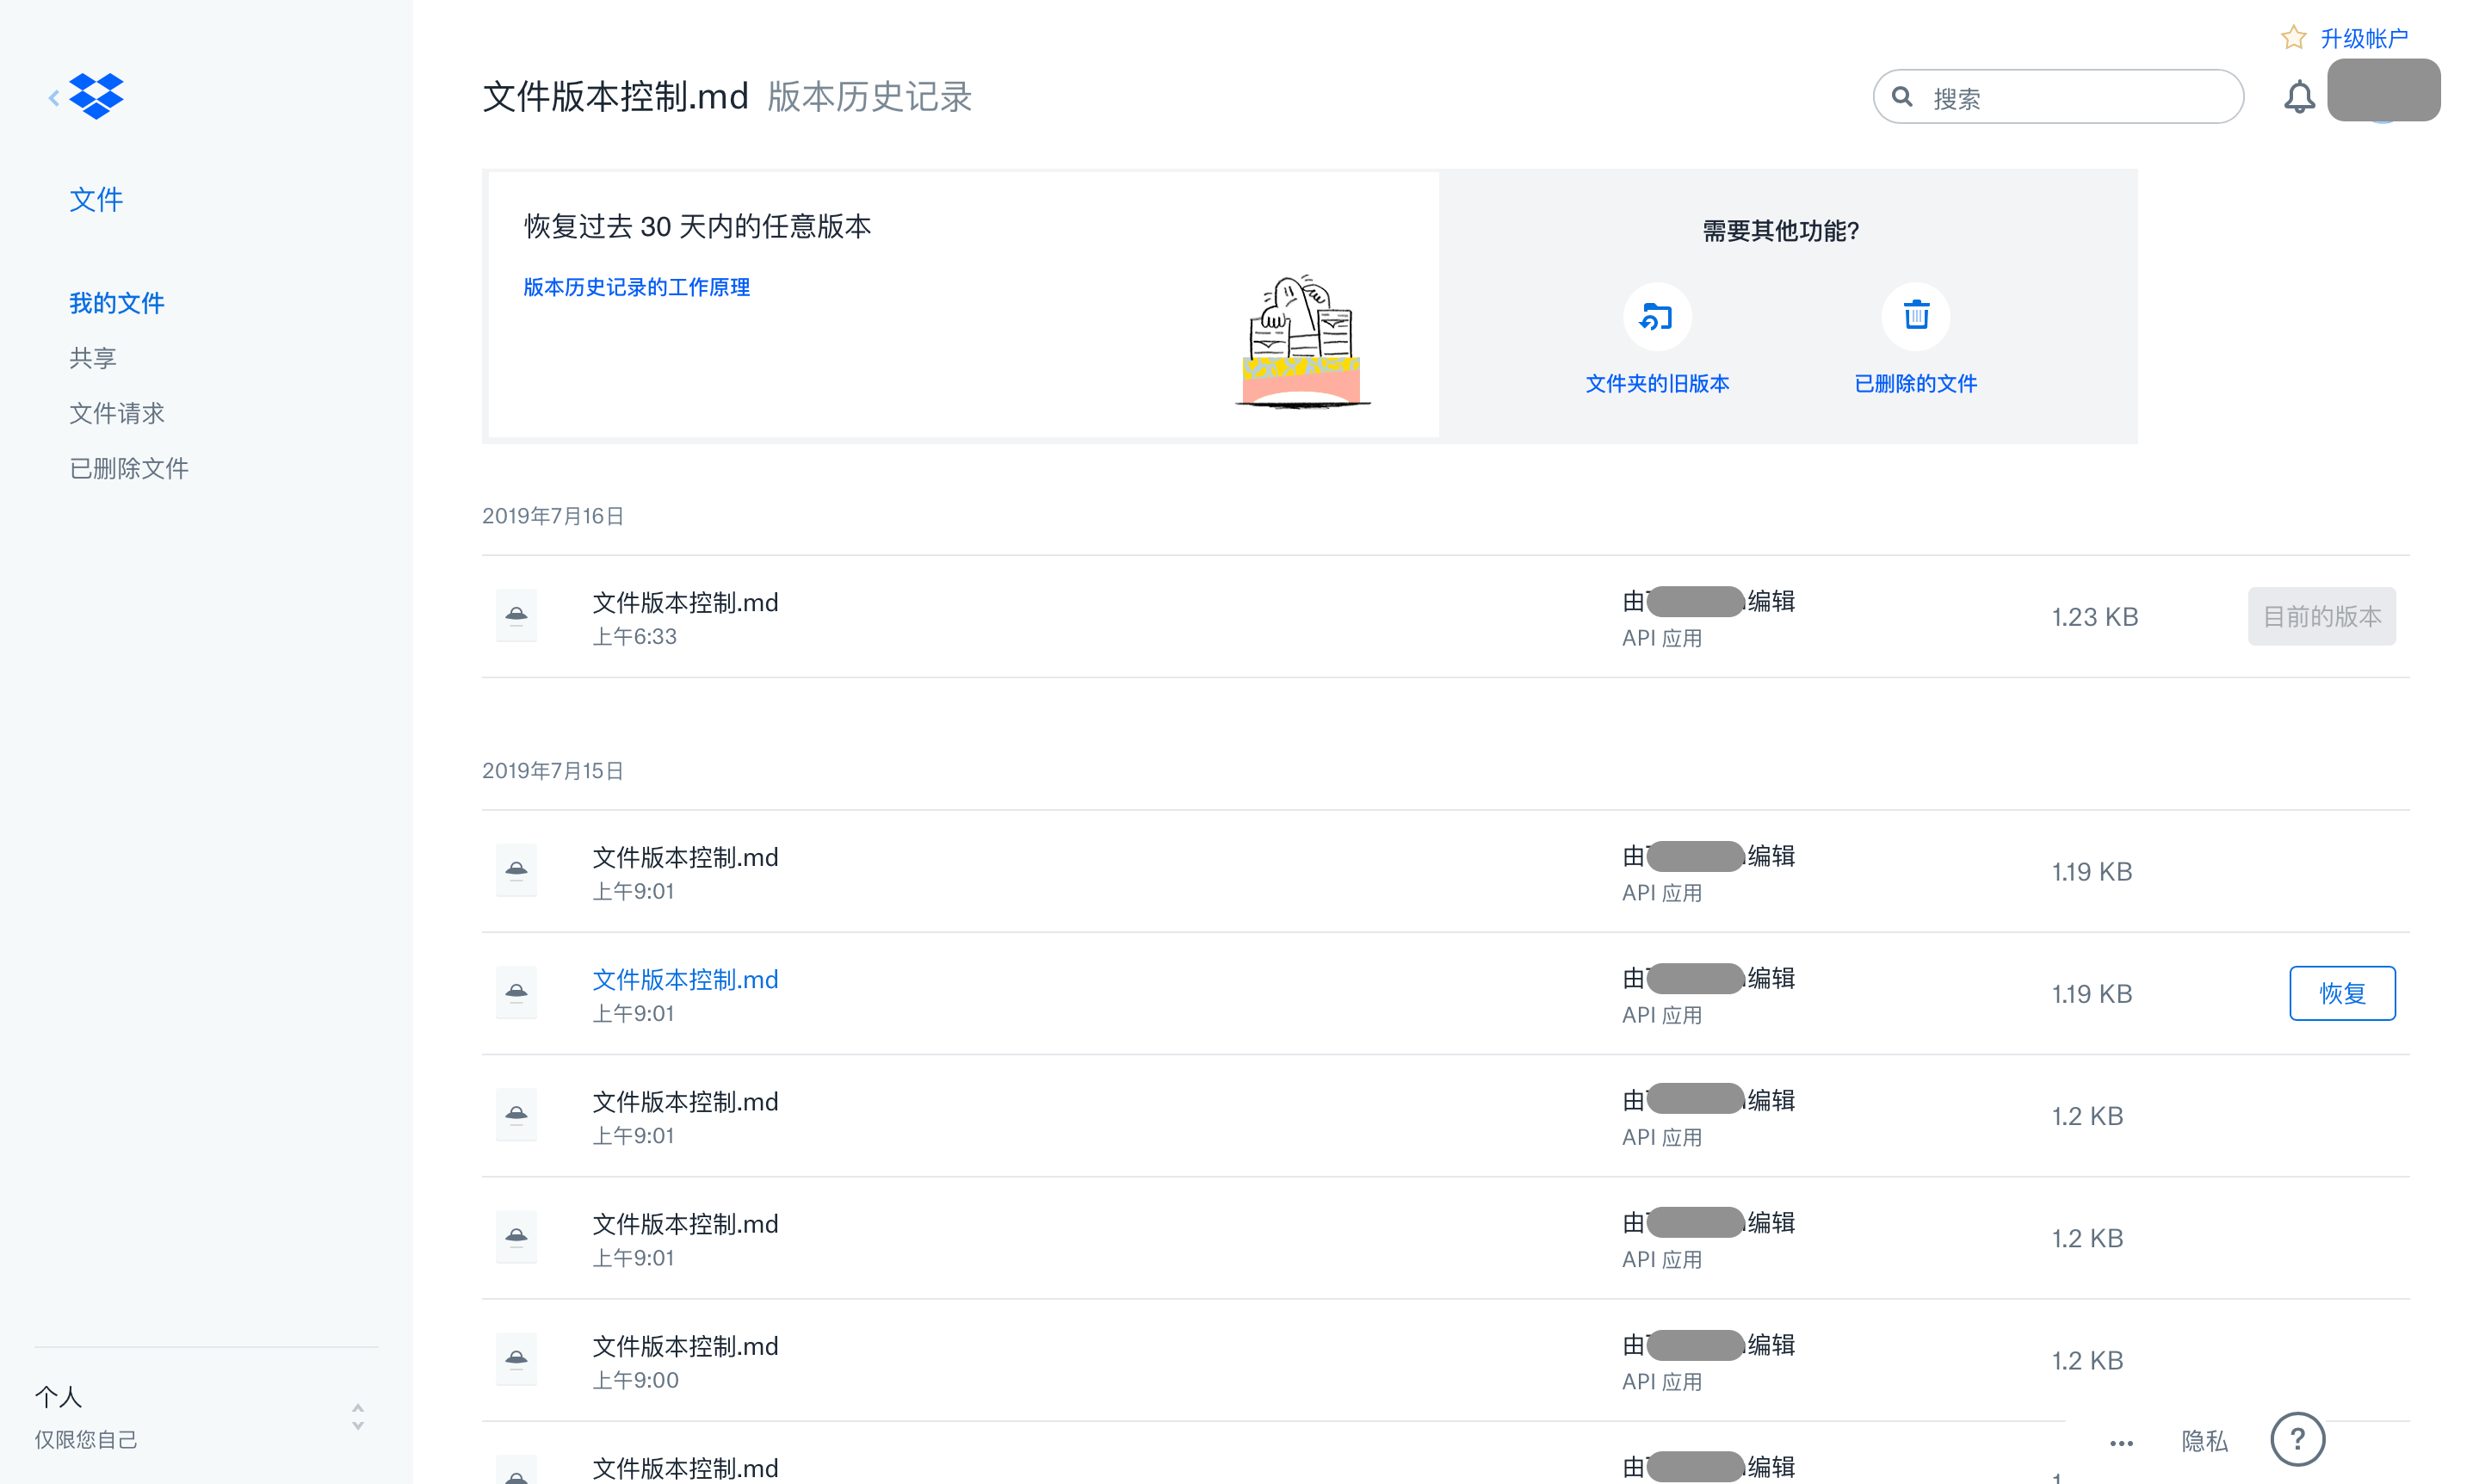 升级帐户
文件版本控制.md 版本历史记录
搜索
文件
我的文件
共享
文件请求
已删除文件
恢复过去 30 天内的任意版本
版本历史记录的工作原理
需要其他功能?
文件夹的旧版本
已删除的文件
2019年7月16日
文件版本控制.md
上午6:33
由 编辑
API 应用
1.23 KB
目前的版本
2019年7月15日
文件版本控制.md
上午9:01
由 编辑
API 应用
1.19 KB
文件版本控制.md
上午9:01
由 编辑
API 应用
1.19 KB
恢复
文件版本控制.md
上午9:01
由 编辑
API 应用
1.2 KB
文件版本控制.md
上午9:01
由 编辑
API 应用
1.2 KB
文件版本控制.md
上午9:00
由 编辑
API 应用
1.2 KB
文件版本控制.md
由 编辑
个人
仅限您自己
隐私
?